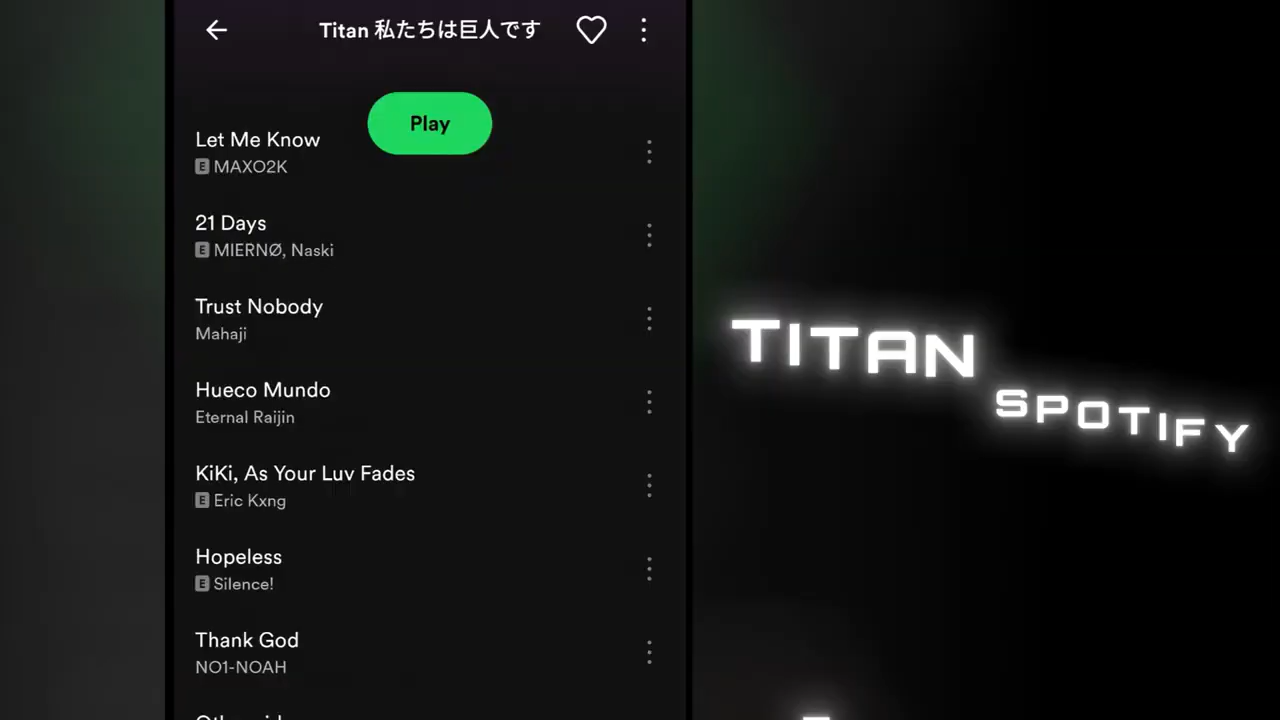 Titan 私たちは巨人です
Play
Let Me Know
E MAXO2K
21 Days
E MIERNØ, Naski
Trust Nobody
Mahaji
Hueco Mundo
Eternal Raijin
KiKi, As Your Luv Fades
E Eric Kxng
Hopeless
E Silence!
Thank God
NO1-NOAH
TITAN
SPOTIFY